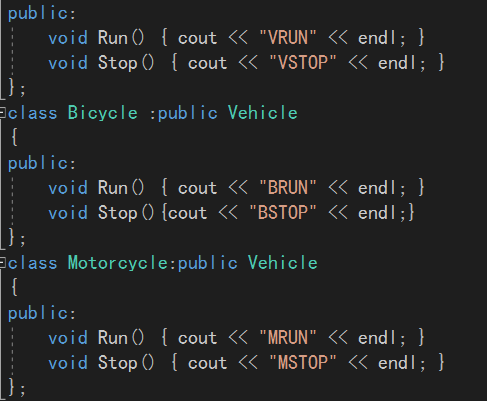 public:
void Run() { cout << "VRUN" << endl; }
void Stop() { cout << "VSTOP" << endl; }
};
class Bicycle :public Vehicle
{
public:
void Run() { cout << "BRUN" << endl; }
void Stop(){cout << "BSTOP" << endl;}
};
class Motorcycle:public Vehicle
{
public:
void Run() { cout << "MRUN" << endl; }
void Stop() { cout << "MSTOP" << endl; }
};